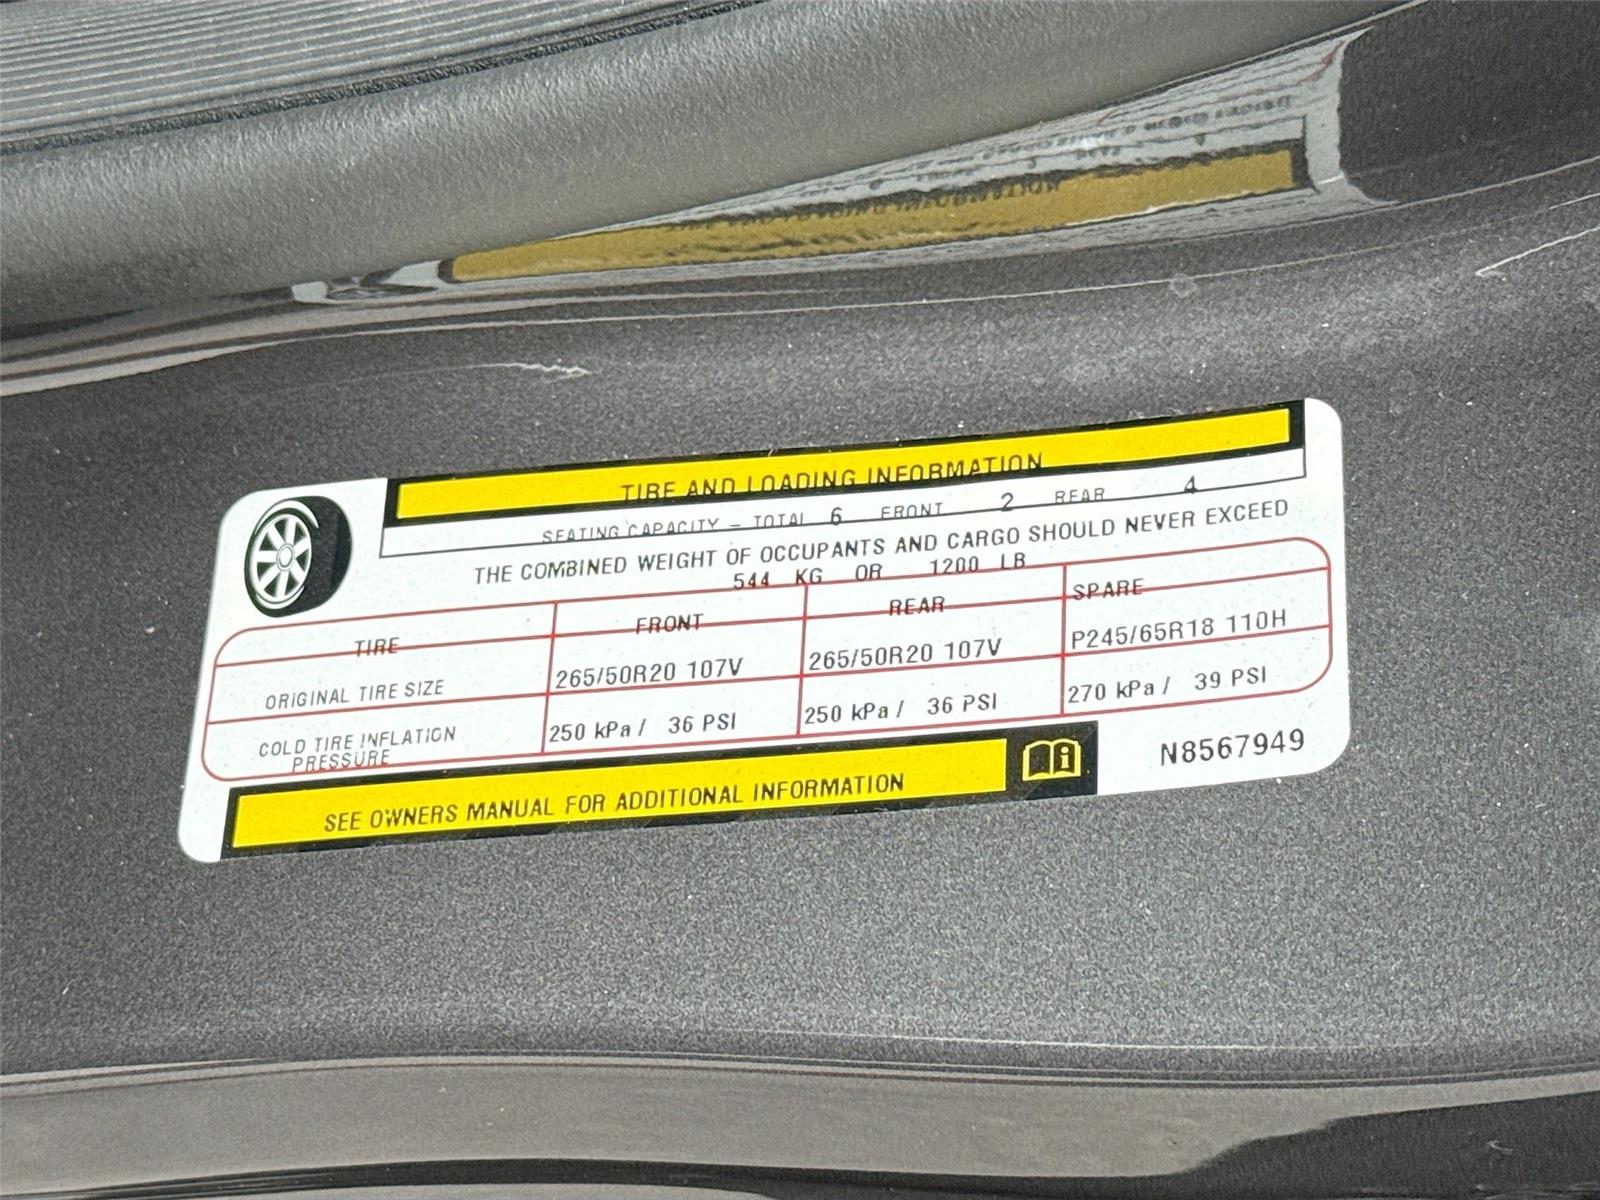 TIRE AND LOADING INFORMATION
SEATING CAPACITY – TOTAL 6 FRONT 2 REAR 4
THE COMBINED WEIGHT OF OCCUPANTS AND CARGO SHOULD NEVER EXCEED
544 KG OR 1200 LB
TIRE FRONT REAR SPARE
ORIGINAL TIRE SIZE 265/50R20 107V 265/50R20 107V P245/65R18 110H
COLD TIRE INFLATION 250 kPa / 36 PSI 250 kPa / 36 PSI 270 kPa / 39 PSI
PRESSURE
N8567949
SEE OWNERS MANUAL FOR ADDITIONAL INFORMATION